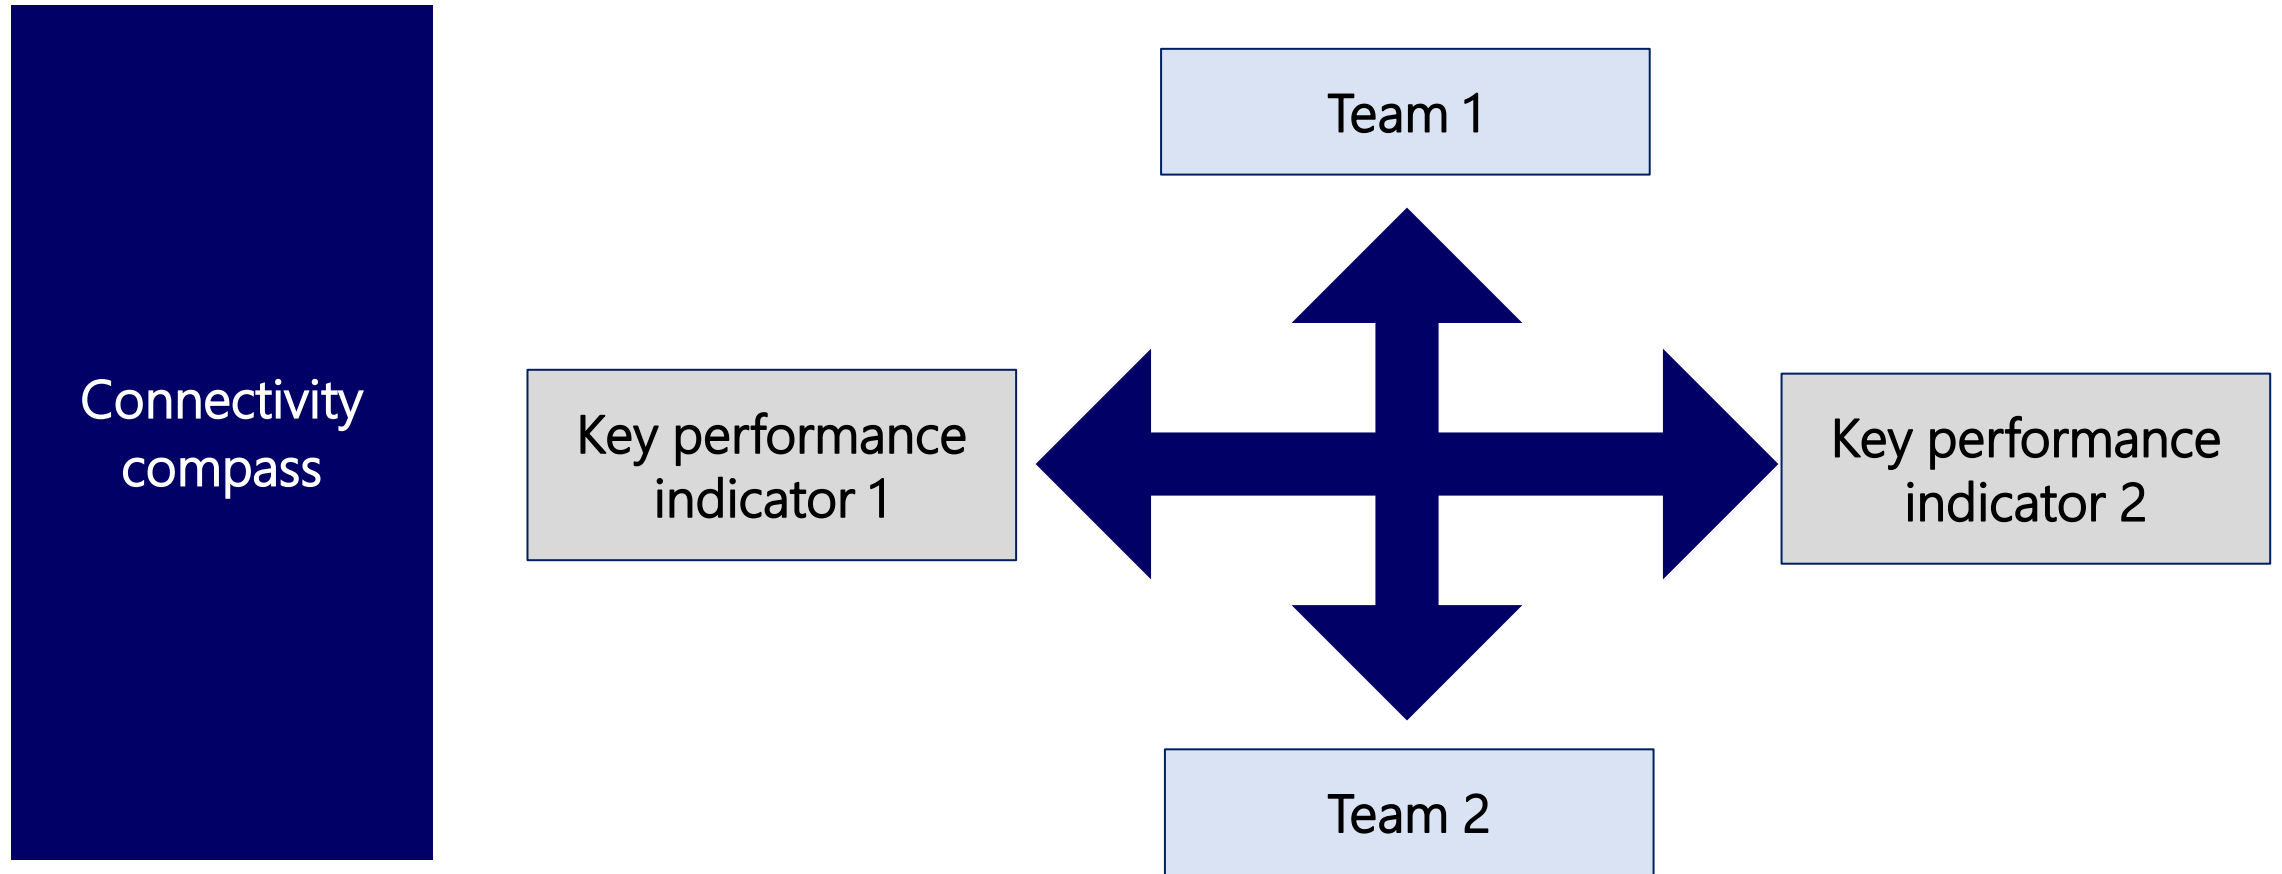 Connectivity
compass
Team 1
Key performance
indicator 1
Key performance
indicator 2
Team 2